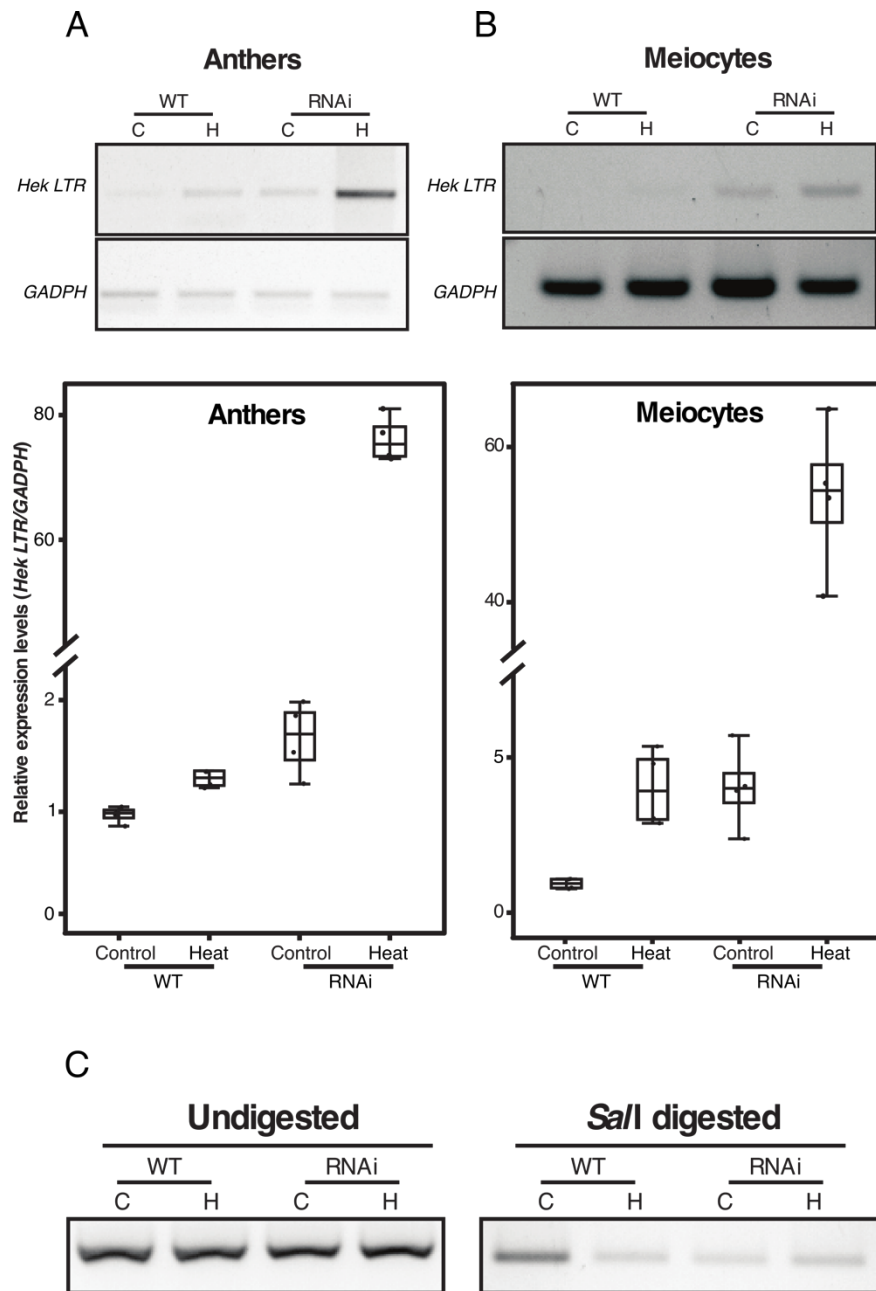 A
Anthers
WT RNAi
C H C H
Hek LTR
GADPH
B
Meiocytes
WT RNAi
C H C H
Hek LTR
GADPH
Relative expression levels (Hek LTR/GADPH)
Anthers
80
60
2
1
0
Control Heat Control Heat
WT RNAi
Meiocytes
60
40
5
0
Control Heat Control Heat
WT RNAi
C
Undigested
WT RNAi
C H C H
SalI digested
WT RNAi
C H C H